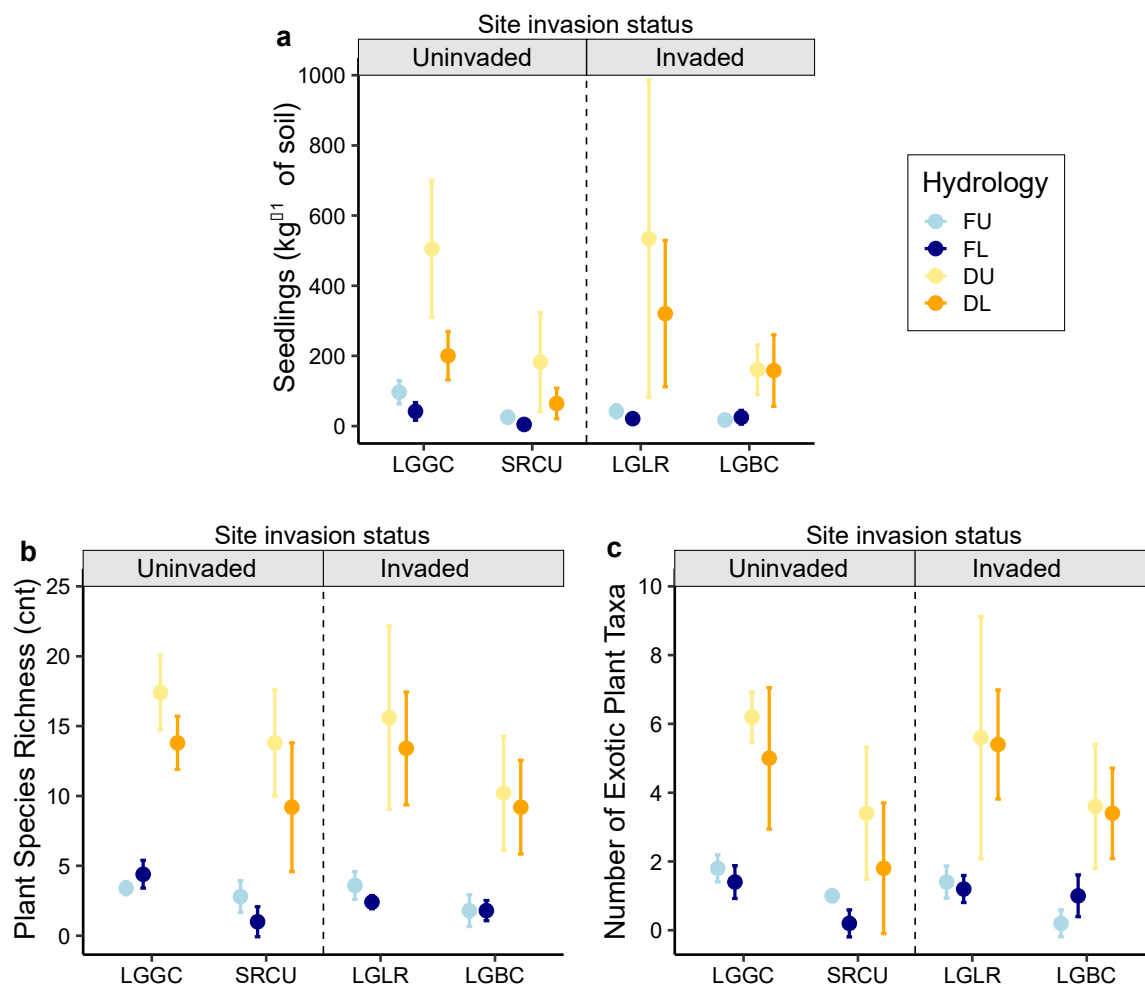 a
Site invasion status
Uninvaded Invaded
Seedlings (kg▯1 of soil)
1000
800
600
400
200
0
LGGC SRCU LGLR LGBC
Hydrology
FU
FL
DU
DL
b
Site invasion status
Uninvaded Invaded
Plant Species Richness (cnt)
25
20
15
10
5
0
LGGC SRCU LGLR LGBC
c
Site invasion status
Uninvaded Invaded
Number of Exotic Plant Taxa
10
8
6
4
2
0
LGGC SRCU LGLR LGBC